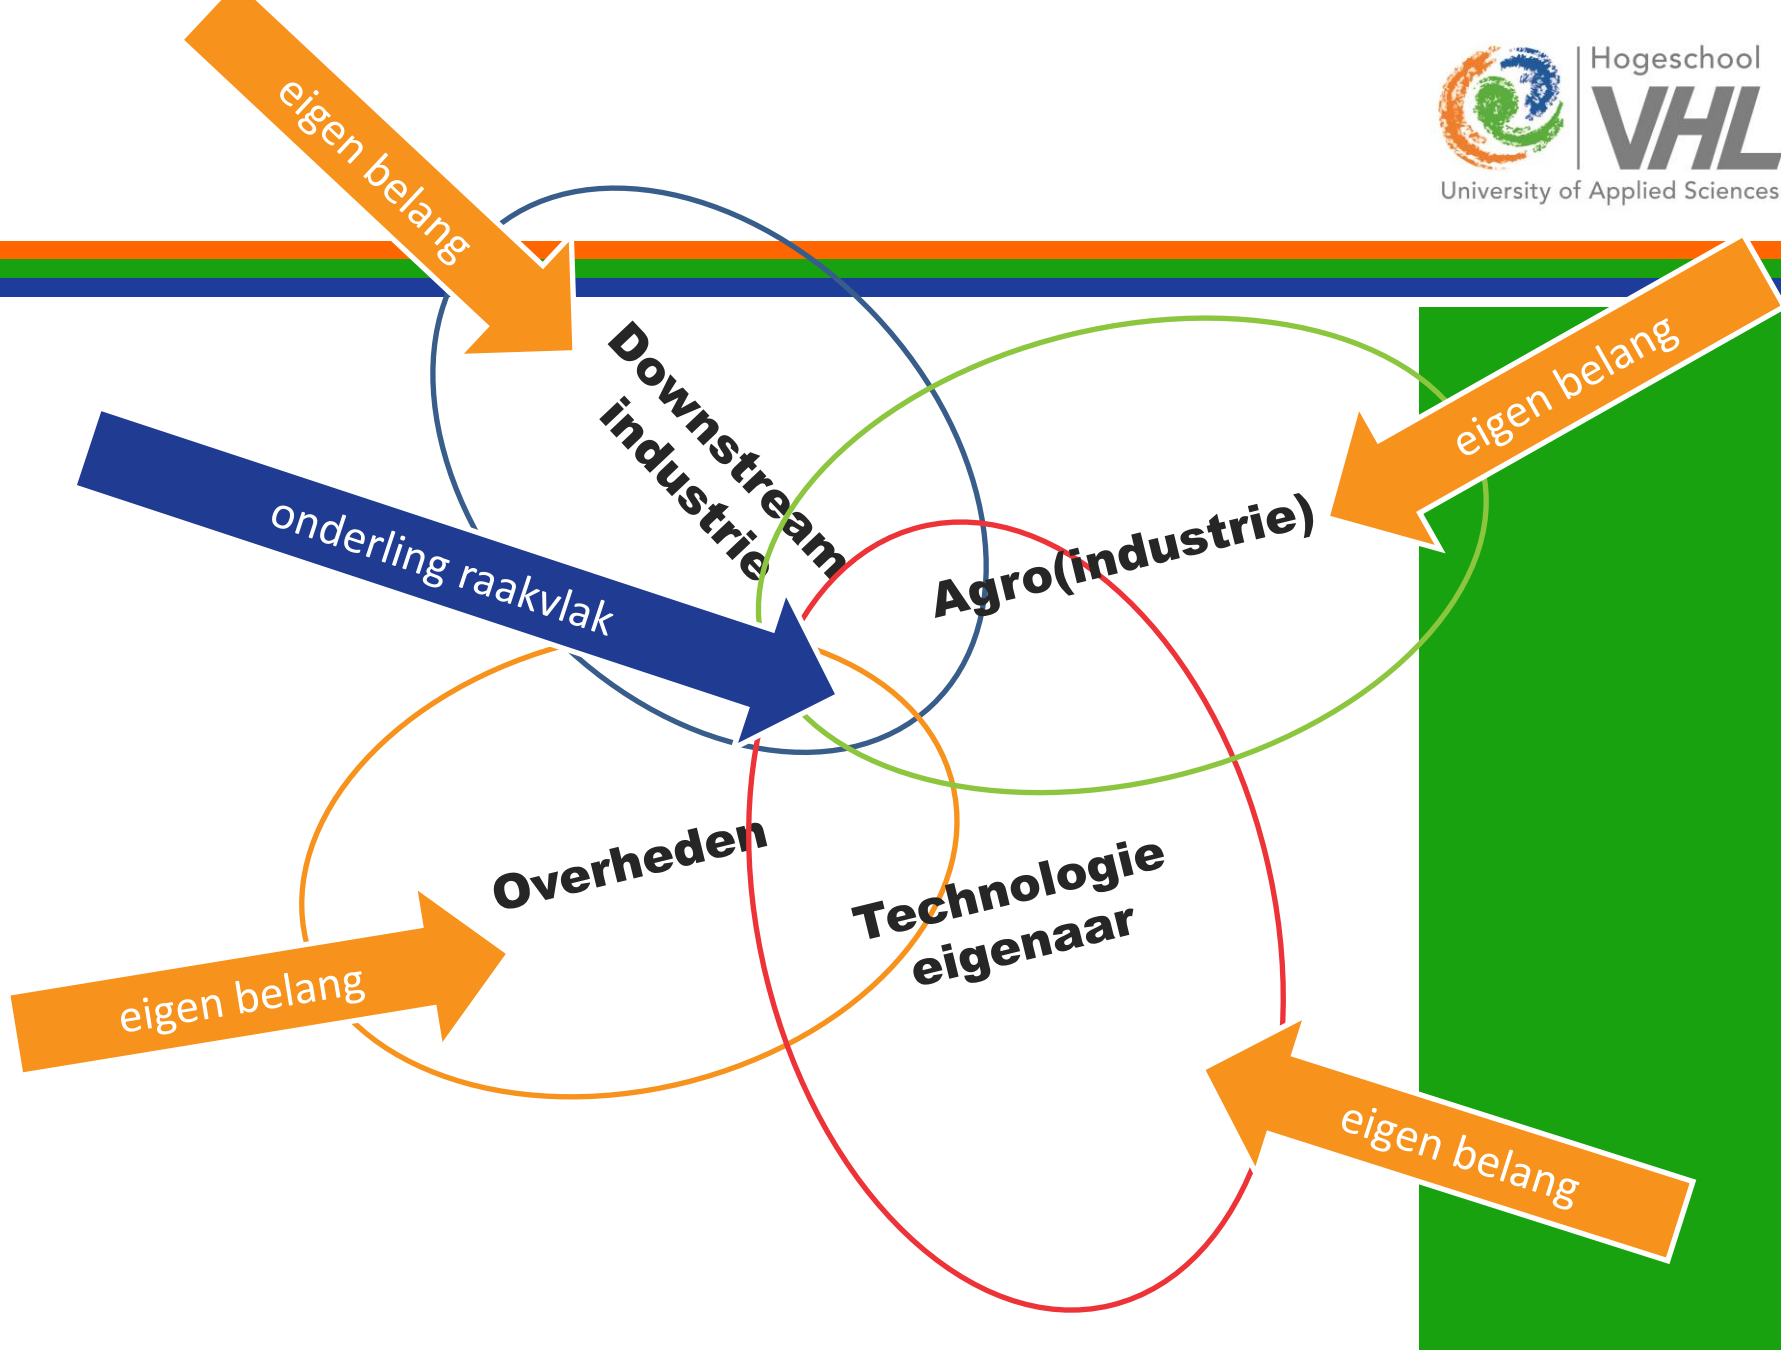 Hogeschool
VHL
University of Applied Sciences
eigen belang
eigen belang
Downstream
industrie
onderling raakvlak
Agro(industrie)
Overheden
Technologie
eigenaar
eigen belang
eigen belang